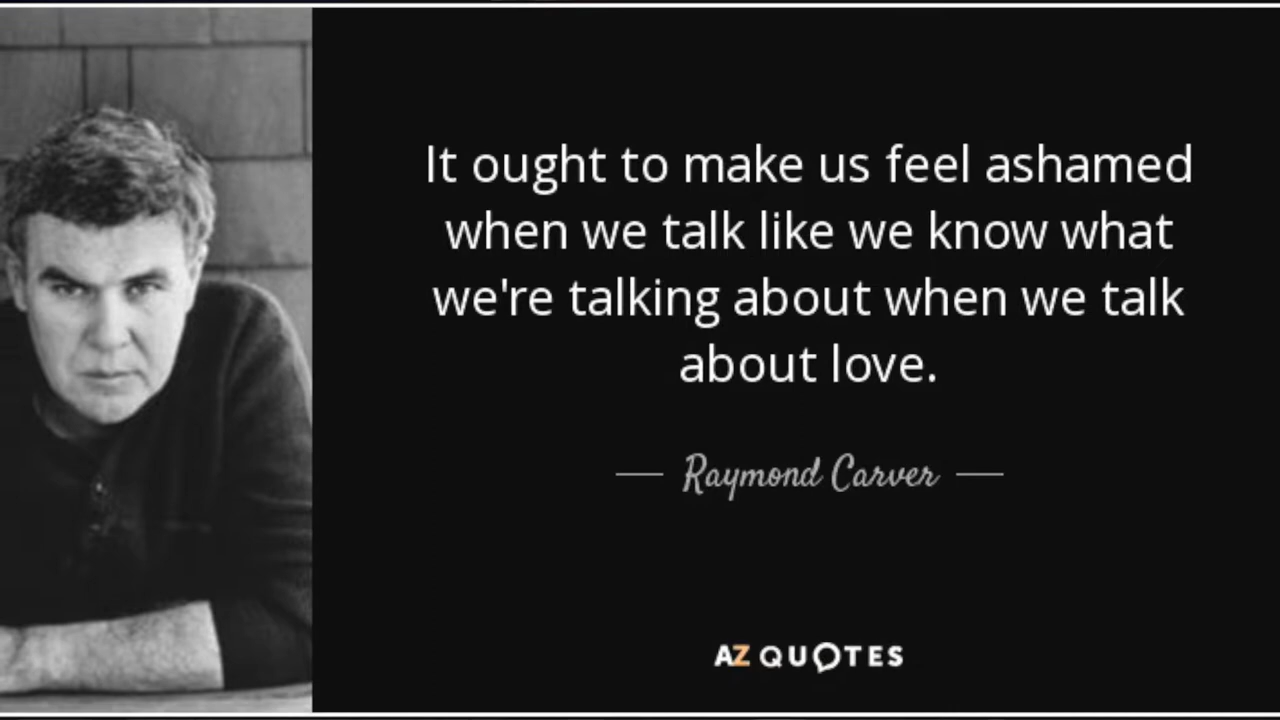 It ought to make us feel ashamed
when we talk like we know what
we're talking about when we talk
about love.
Raymond Carver
AZ QUOTES